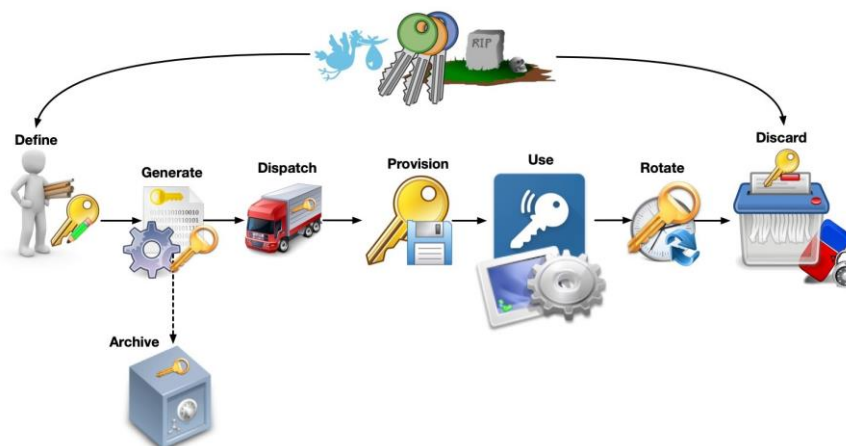 RIP
Define
Generate
Dispatch
Provision
Use
Rotate
Discard
Archive